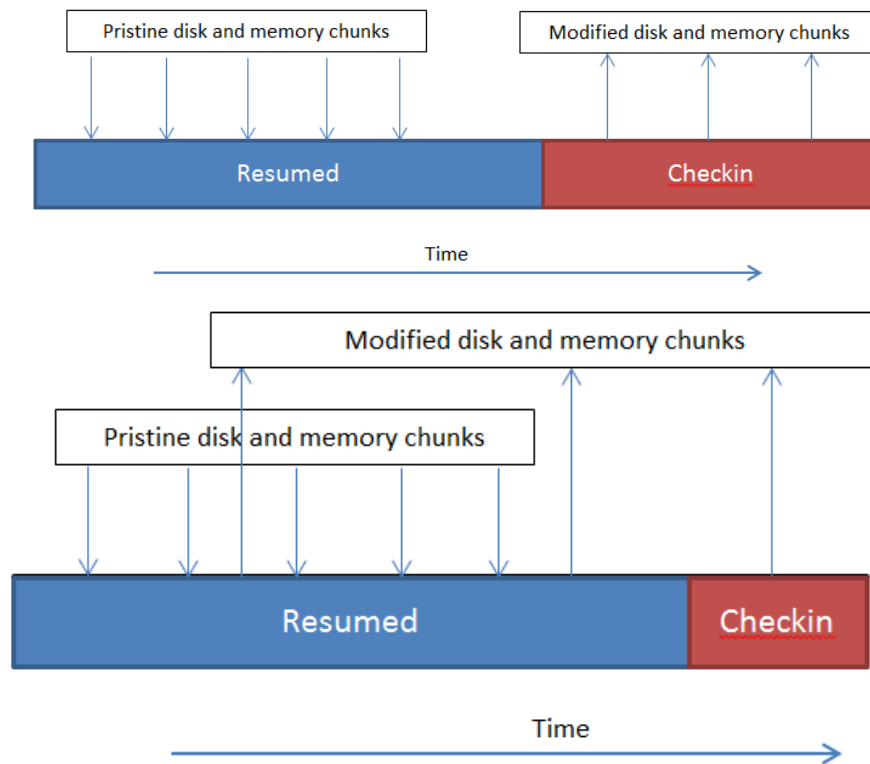 Pristine disk and memory chunks
Modified disk and memory chunks
Resumed
Checkin
Time
Modified disk and memory chunks
Pristine disk and memory chunks
Resumed
Checkin
Time